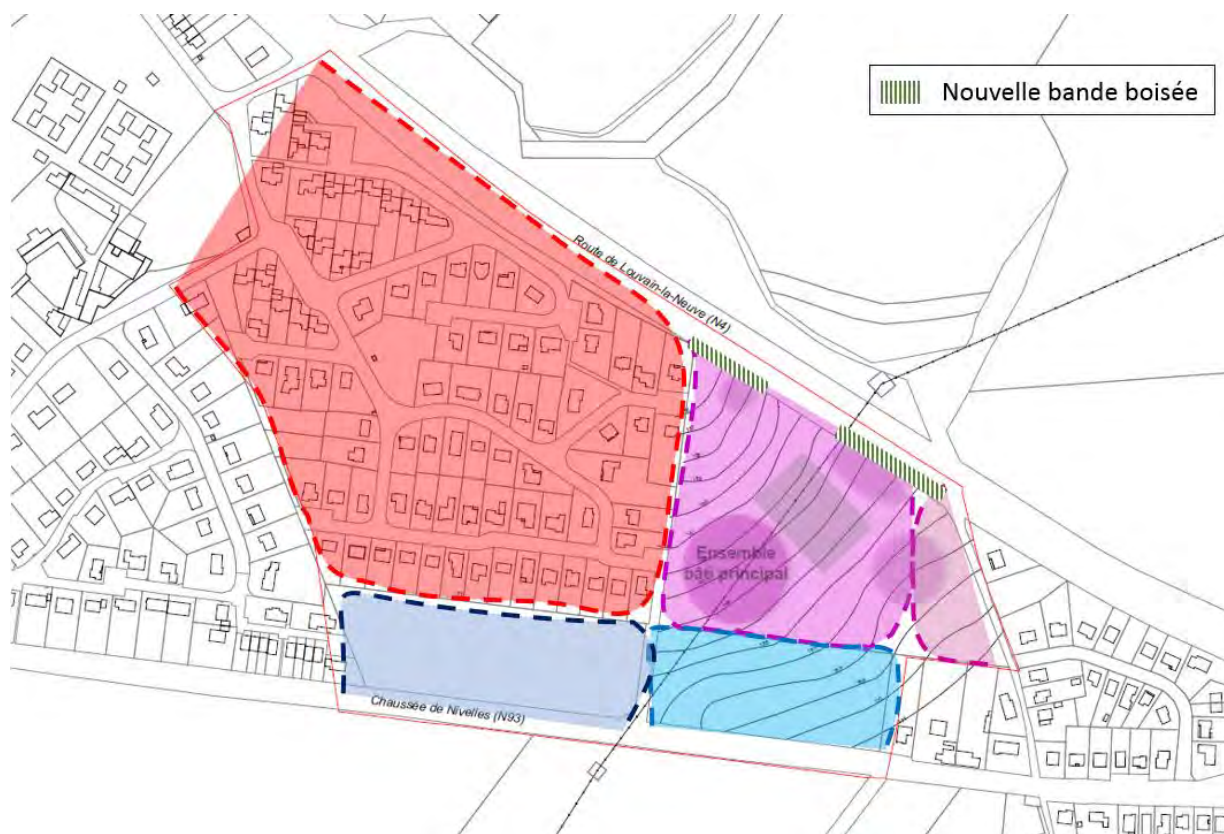 Nouvelle bande boisée
Route de Louvain-la-Neuve (N4)
Ensemble
bâti principal
Chaussée de Nivelles (N93)